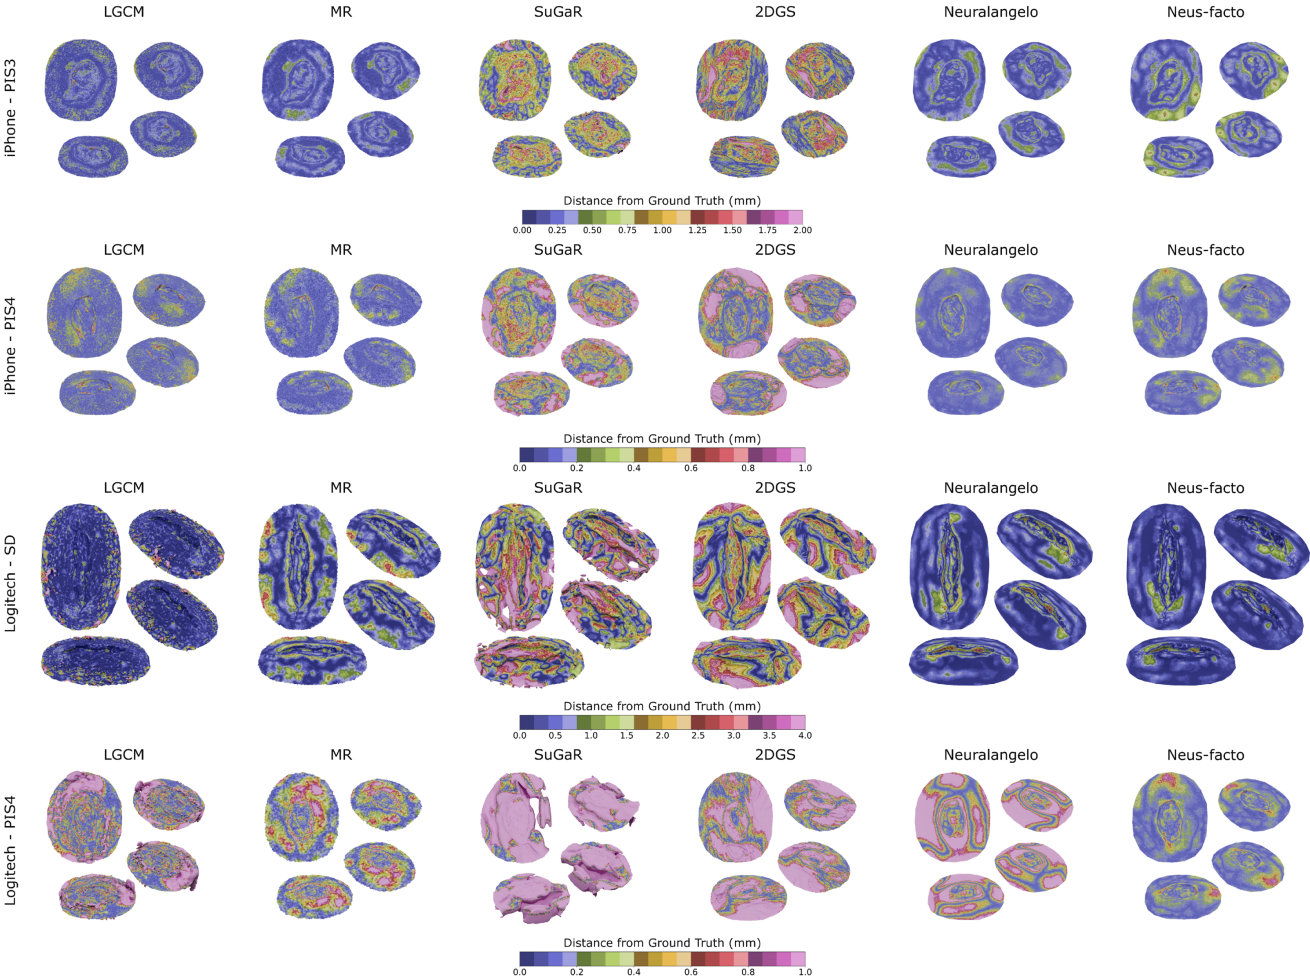 LGCM MR SuGaR 2DGS Neuralangelo Neus-facto
iPhone - PIS3
Distance from Ground Truth (mm)
0.00 0.25 0.50 0.75 1.00 1.25 1.50 1.75 2.00
LGCM MR SuGaR 2DGS Neuralangelo Neus-facto
iPhone - PIS4
Distance from Ground Truth (mm)
0.0 0.2 0.4 0.6 0.8 1.0
LGCM MR SuGaR 2DGS Neuralangelo Neus-facto
Logitech - SD
Distance from Ground Truth (mm)
0.0 0.5 1.0 1.5 2.0 2.5 3.0 3.5 4.0
LGCM MR SuGaR 2DGS Neuralangelo Neus-facto
Logitech - PIS4
Distance from Ground Truth (mm)
0.0 0.2 0.4 0.6 0.8 1.0